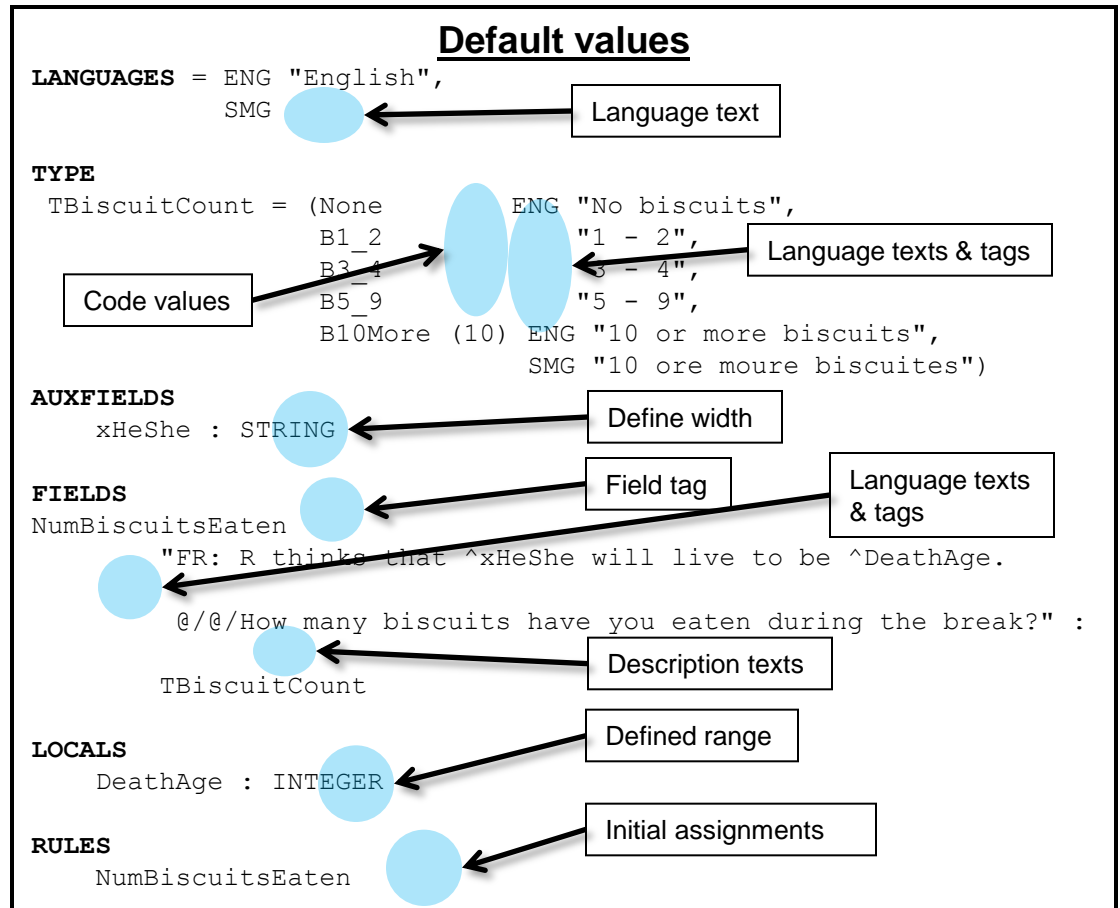 Default values
LANGUAGES = ENG "English",
SMG
Language text
TYPE
TBiscuitCount = (None ENG "No biscuits",
B1_2 "1 - 2",
Language texts & tags
B3_4 "3 - 4",
Code values
B5_9 "5 - 9",
B10More (10) ENG "10 or more biscuits",
SMG "10 ore moure biscuites")
AUXFIELDS
Define width
xHeShe : STRING
Field tag
Language texts
& tags
FIELDS
NumBiscuitsEaten
"FR: R thinks that ^xHeShe will live to be ^DeathAge.
@/@/How many biscuits have you eaten during the break?" :
Description texts
TBiscuitCount
Defined range
LOCALS
DeathAge : INTEGER
Initial assignments
RULES
NumBiscuitsEaten